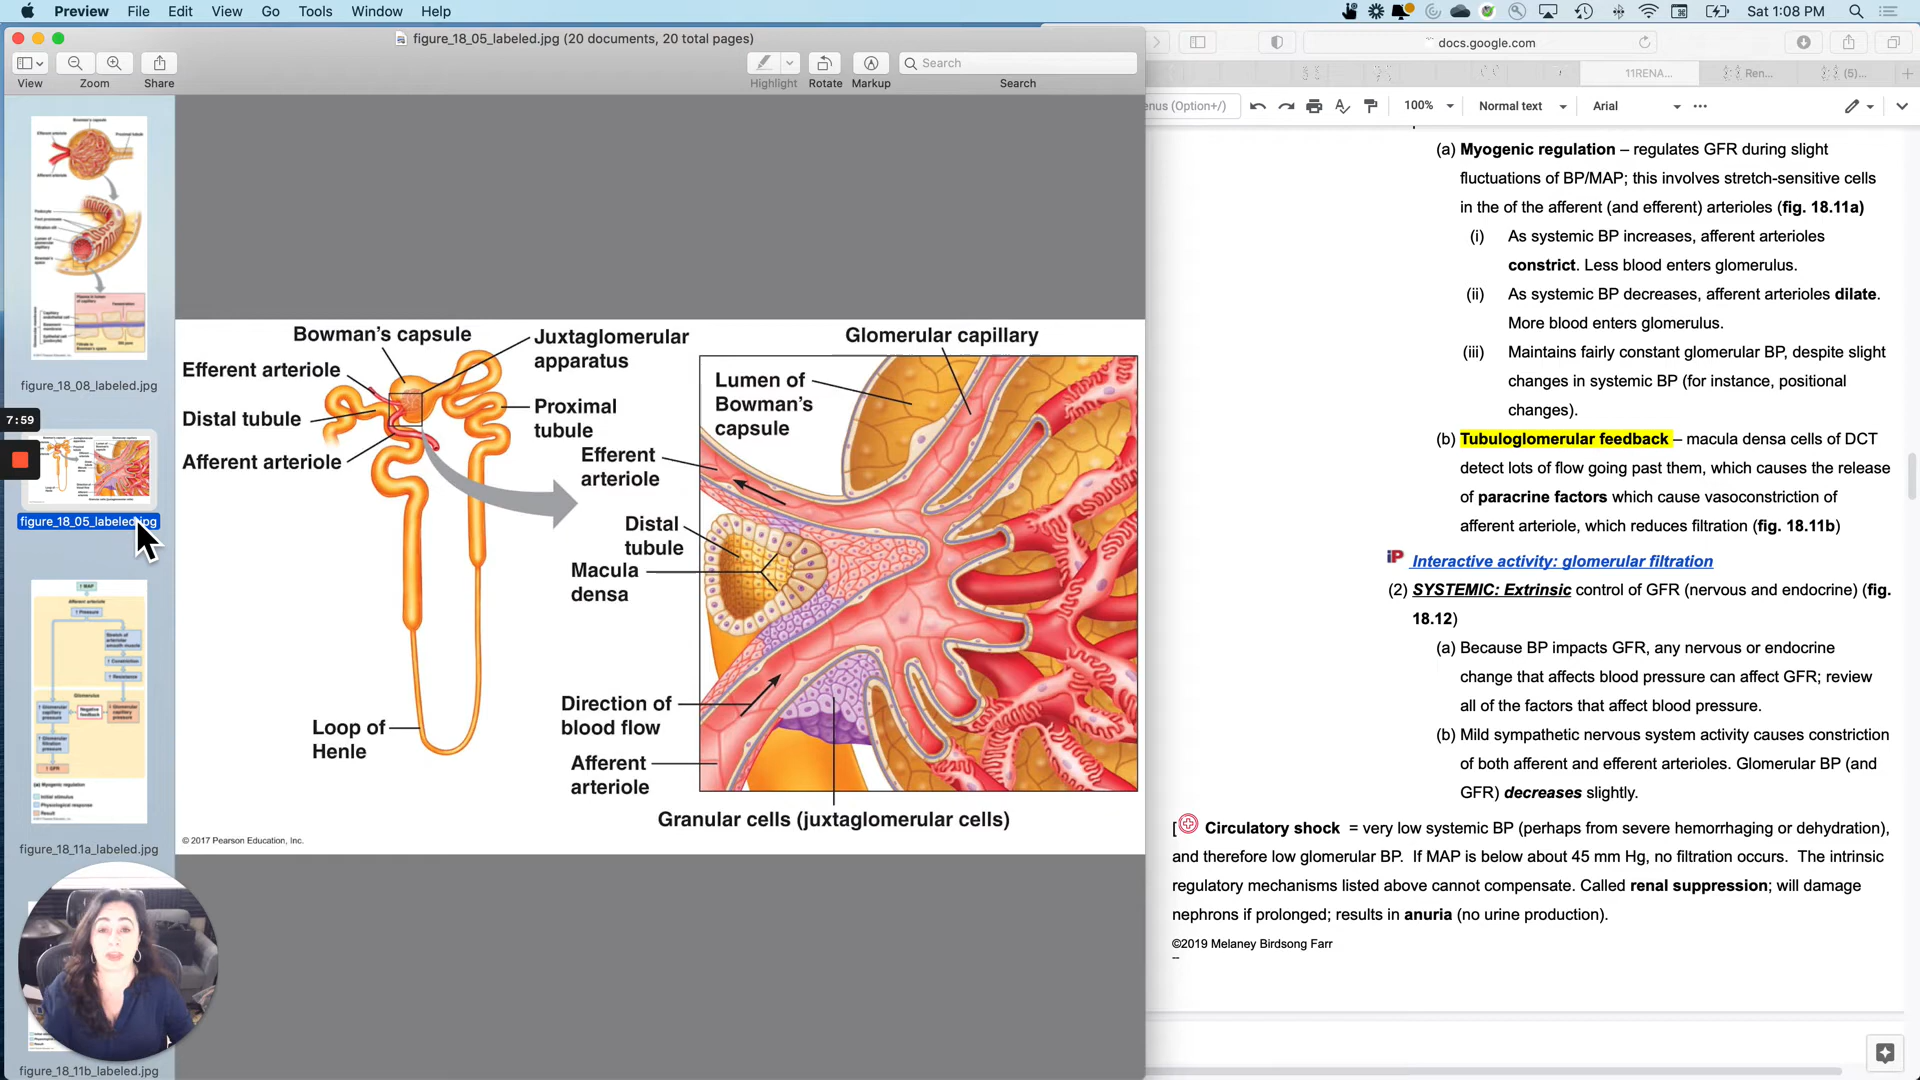 Preview File Edit View Go Tools Window Help
Sat 1:08 PM
figure_18_05_labeled.jpg (20 documents, 20 total pages)
View
Zoom
Share
Highlight
Rotate
Markup
Search
Search
docs.google.com
11RENA...
Ren...
(5)...
enus (Option+/)
100%
Normal text
Arial
figure_18_08_labeled.jpg
7:59
figure_18_05_labeled.jpg
figure_18_11a_labeled.jpg
figure_18_11b_labeled.jpg
Bowman's capsule
Efferent arteriole
Distal tubule
Afferent arteriole
Juxtaglomerular
apparatus
Proximal
tubule
Loop of
Henle
Glomerular capillary
Lumen of
Bowman's
capsule
Efferent
arteriole
Distal
tubule
Macula
densa
Direction of
blood flow
Afferent
arteriole
Granular cells (juxtaglomerular cells)
© 2017 Pearson Education, Inc.
(a) Myogenic regulation – regulates GFR during slight
fluctuations of BP/MAP; this involves stretch-sensitive cells
in the of the afferent (and efferent) arterioles (fig. 18.11a)
(i) As systemic BP increases, afferent arterioles
constrict. Less blood enters glomerulus.
(ii) As systemic BP decreases, afferent arterioles dilate.
More blood enters glomerulus.
(iii) Maintains fairly constant glomerular BP, despite slight
changes in systemic BP (for instance, positional
changes).
(b) Tubuloglomerular feedback – macula densa cells of DCT
detect lots of flow going past them, which causes the release
of paracrine factors which cause vasoconstriction of
afferent arteriole, which reduces filtration (fig. 18.11b)
iP Interactive activity: glomerular filtration
(2) SYSTEMIC: Extrinsic control of GFR (nervous and endocrine) (fig.
18.12)
(a) Because BP impacts GFR, any nervous or endocrine
change that affects blood pressure can affect GFR; review
all of the factors that affect blood pressure.
(b) Mild sympathetic nervous system activity causes constriction
of both afferent and efferent arterioles. Glomerular BP (and
GFR) decreases slightly.
[ Circulatory shock = very low systemic BP (perhaps from severe hemorrhaging or dehydration),
and therefore low glomerular BP. If MAP is below about 45 mm Hg, no filtration occurs. The intrinsic
regulatory mechanisms listed above cannot compensate. Called renal suppression; will damage
nephrons if prolonged; results in anuria (no urine production).
©2019 Melaney Birdsong Farr
--